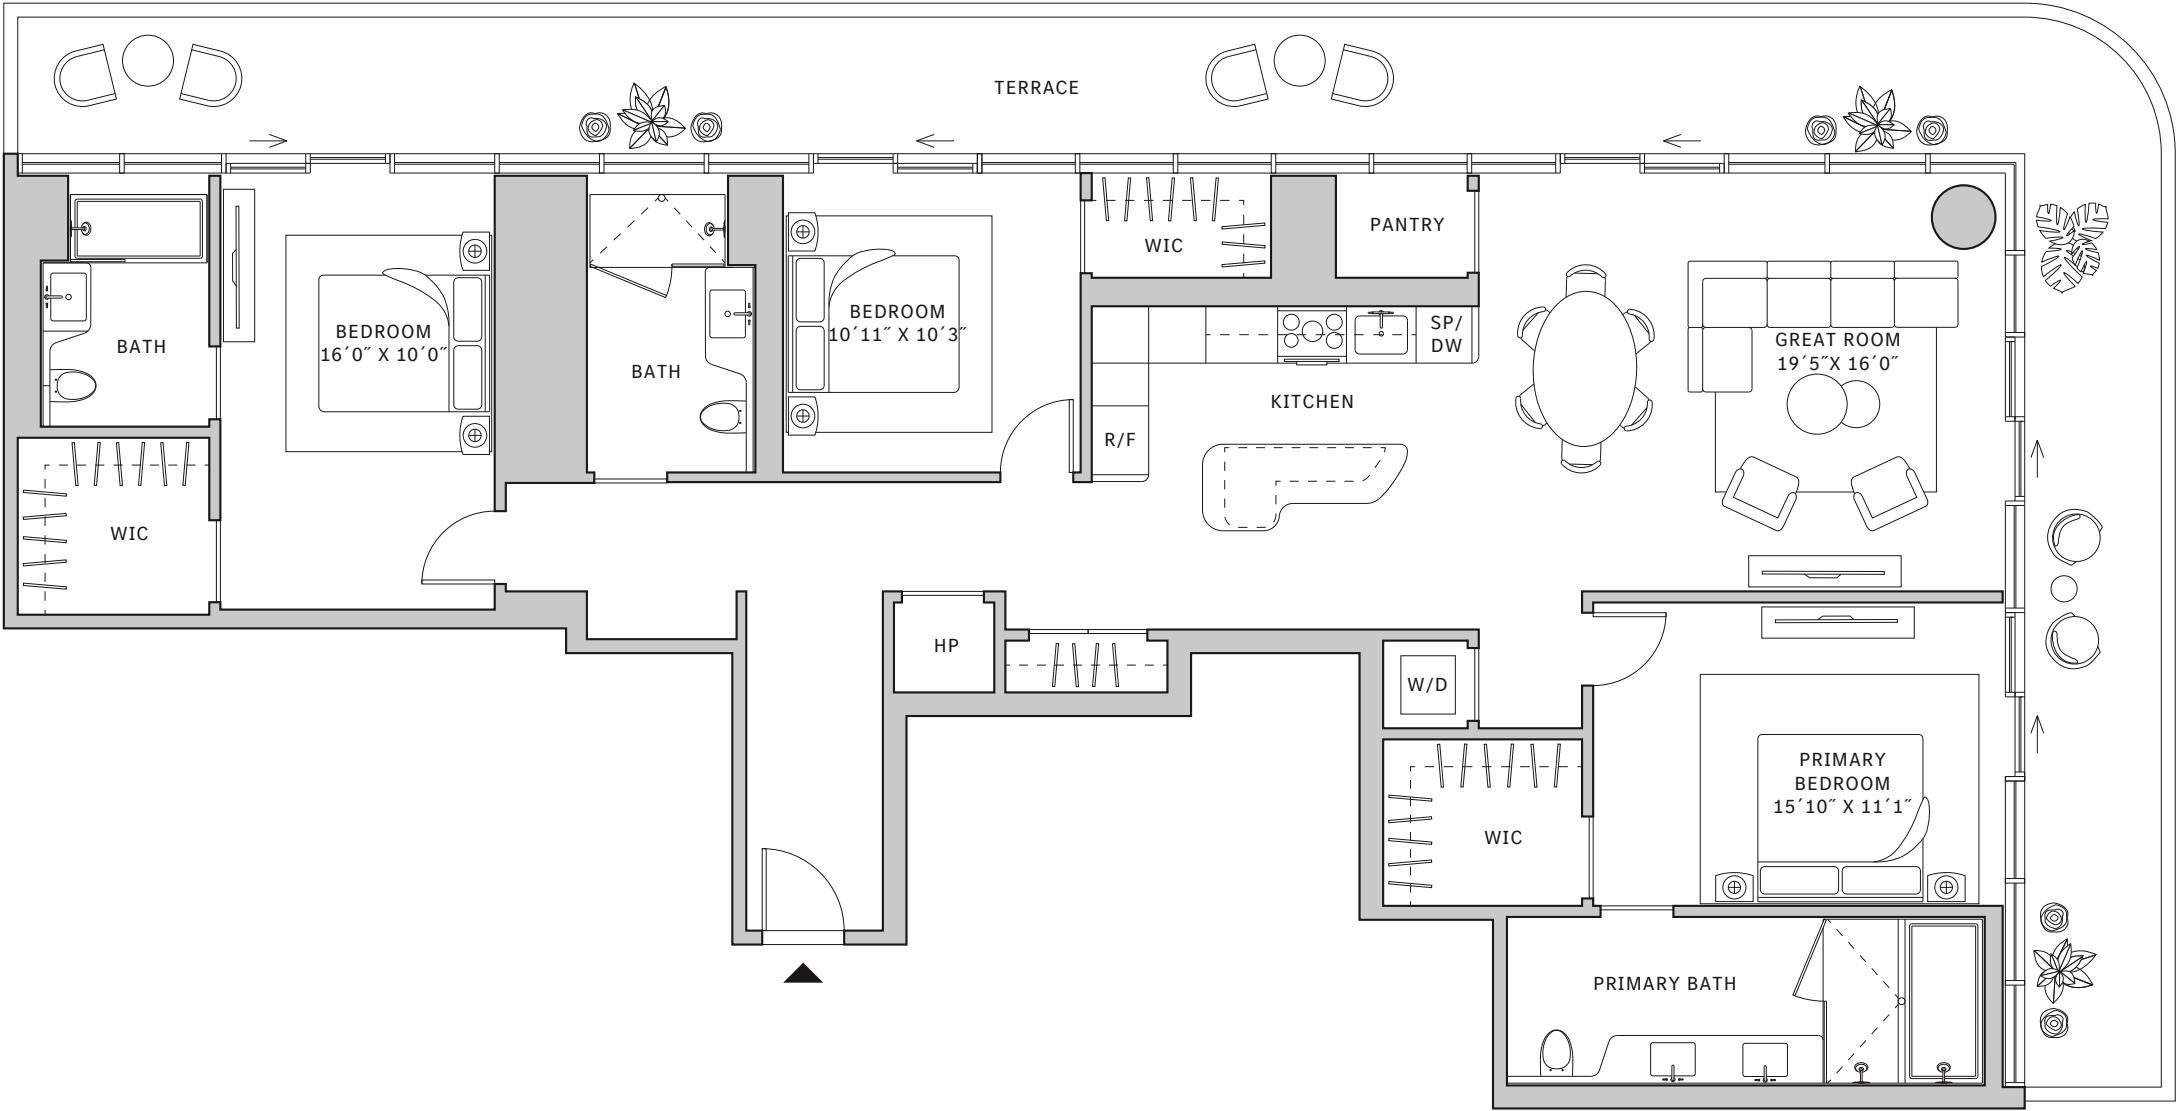 TERRACE
BATH
BEDROOM
16´0˝ X 10´0˝
BATH
BEDROOM
10´11˝ X 10´3˝
WIC
PANTRY
SP/
DW
R/F
KITCHEN
GREAT ROOM
19´5˝X 16´0˝
WIC
HP
W/D
WIC
PRIMARY
BEDROOM
15´10˝ X 11´1˝
PRIMARY BATH